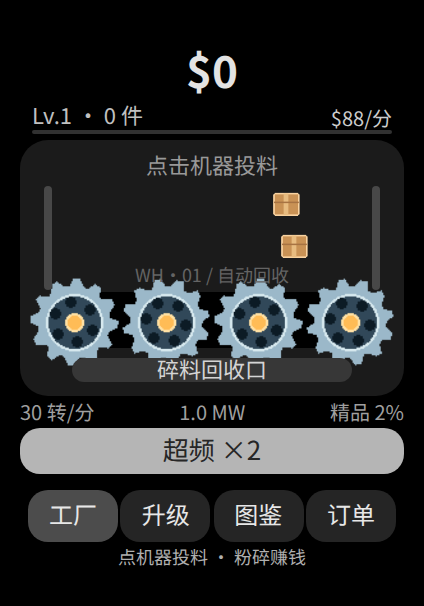 $0
Lv.1 · 0 件
$88/分
点击机器投料
WH·01 / 自动回收
碎料回收口
30 转/分
1.0 MW
精品 2%
超频 ×2
工厂
升级
图鉴
订单
点机器投料 · 粉碎赚钱